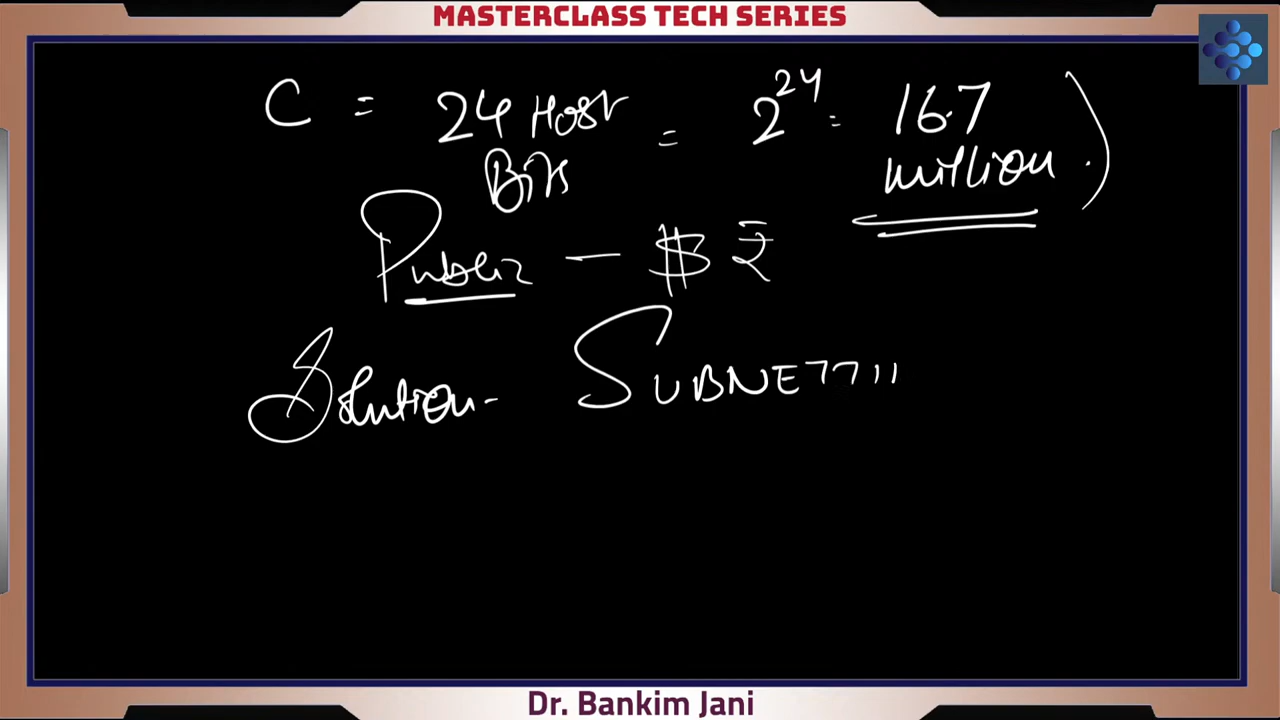 MASTERCLASS TECH SERIES
C = 24 Host Bits = 2^24 = 16.7 million.)
Public - $ ₹
Solution - SUBNETTI
Dr. Bankim Jani